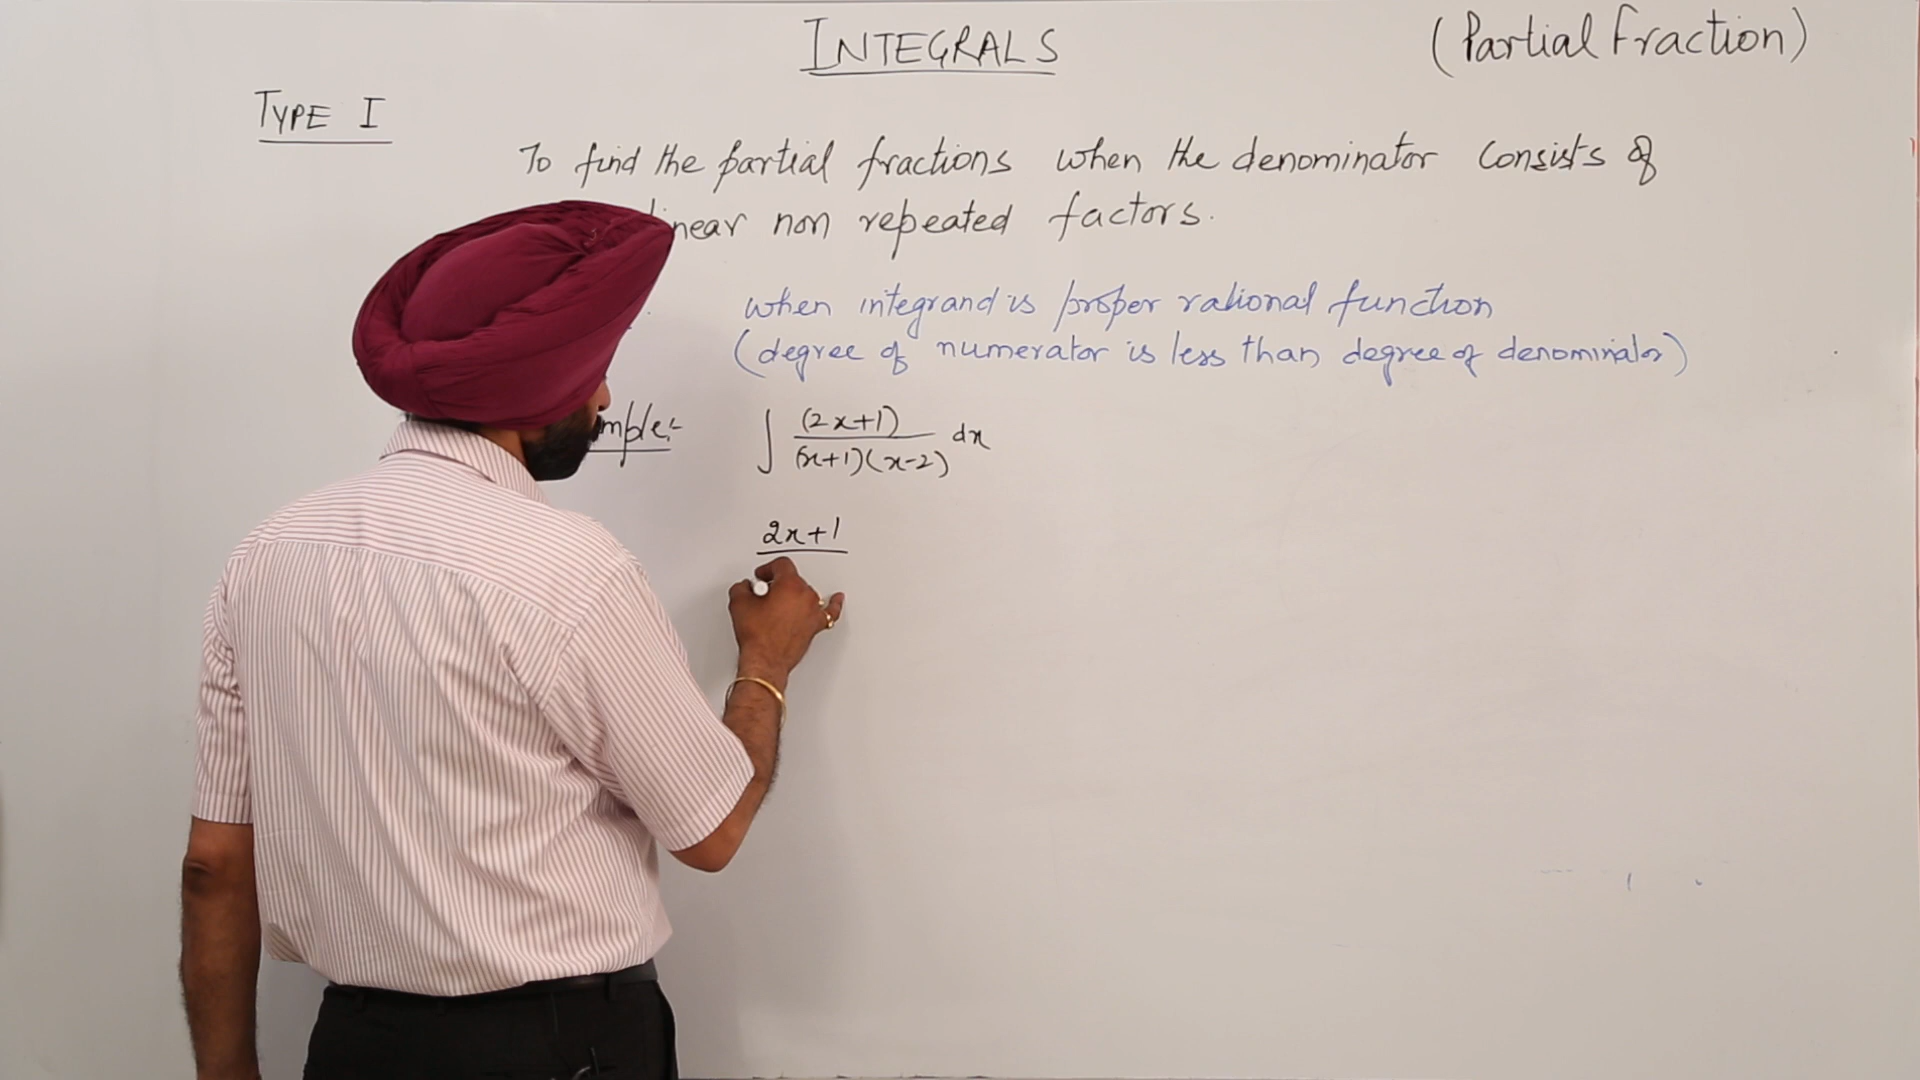 INTEGRALS
(Partial Fraction)
TYPE I
To find the partial fractions when the denominator consists of
non repeated factors.
when integrand is proper rational function
(degree of numerator is less than degree of denominator)
∫ (2x+1)/(x+1)(x-2) dx
2x+1